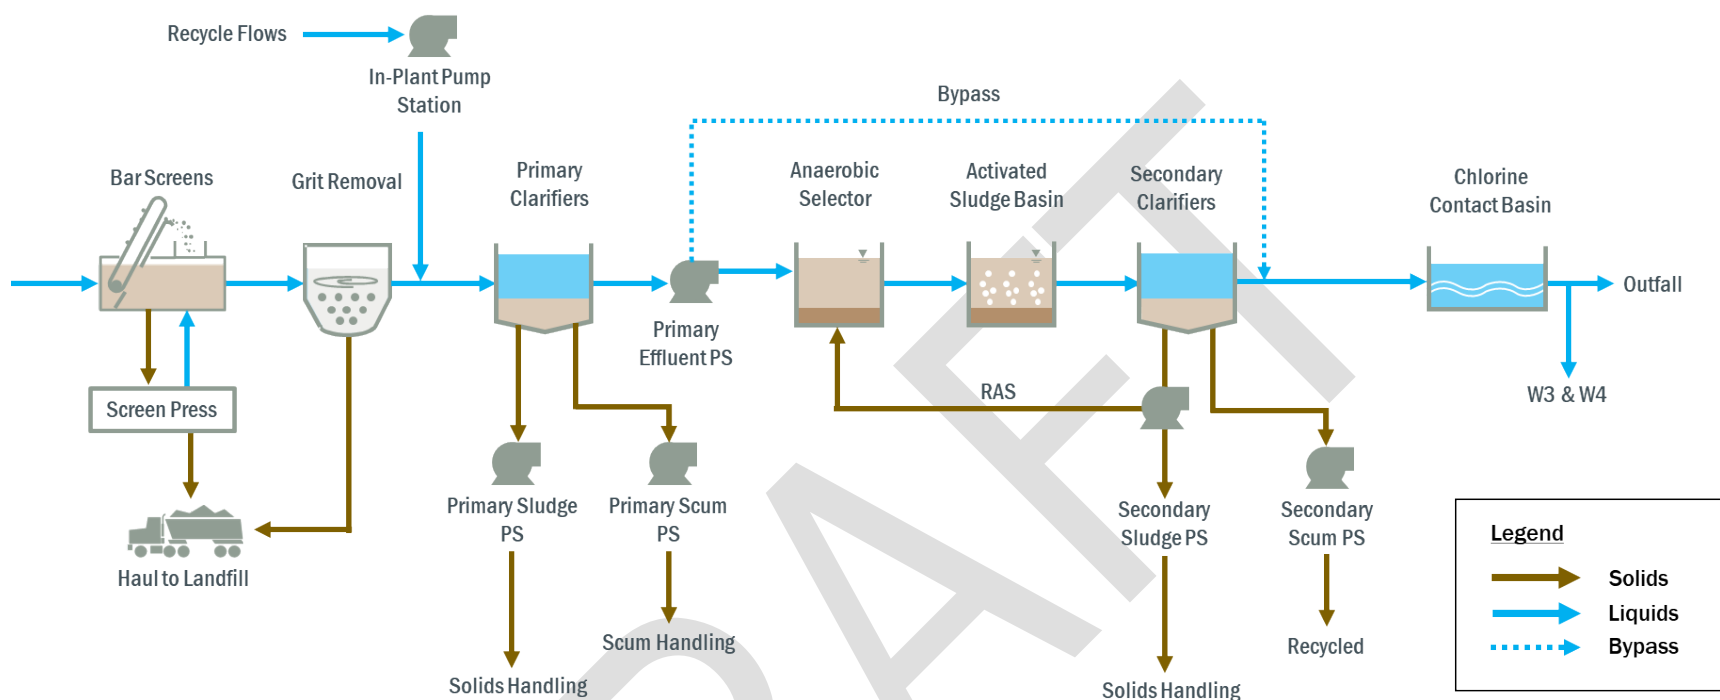 Recycle Flows
In-Plant Pump
Station
Bypass
Bar Screens
Grit Removal
Primary
Clarifiers
Anaerobic
Selector
Activated
Sludge Basin
Secondary
Clarifiers
Chlorine
Contact Basin
Primary
Effluent PS
Outfall
W3 & W4
Screen Press
RAS
Haul to Landfill
Primary Sludge
PS
Primary Scum
PS
Secondary
Sludge PS
Secondary
Scum PS
Scum Handling
Recycled
Solids Handling
Solids Handling
Legend
Solids
Liquids
Bypass
DRAFT